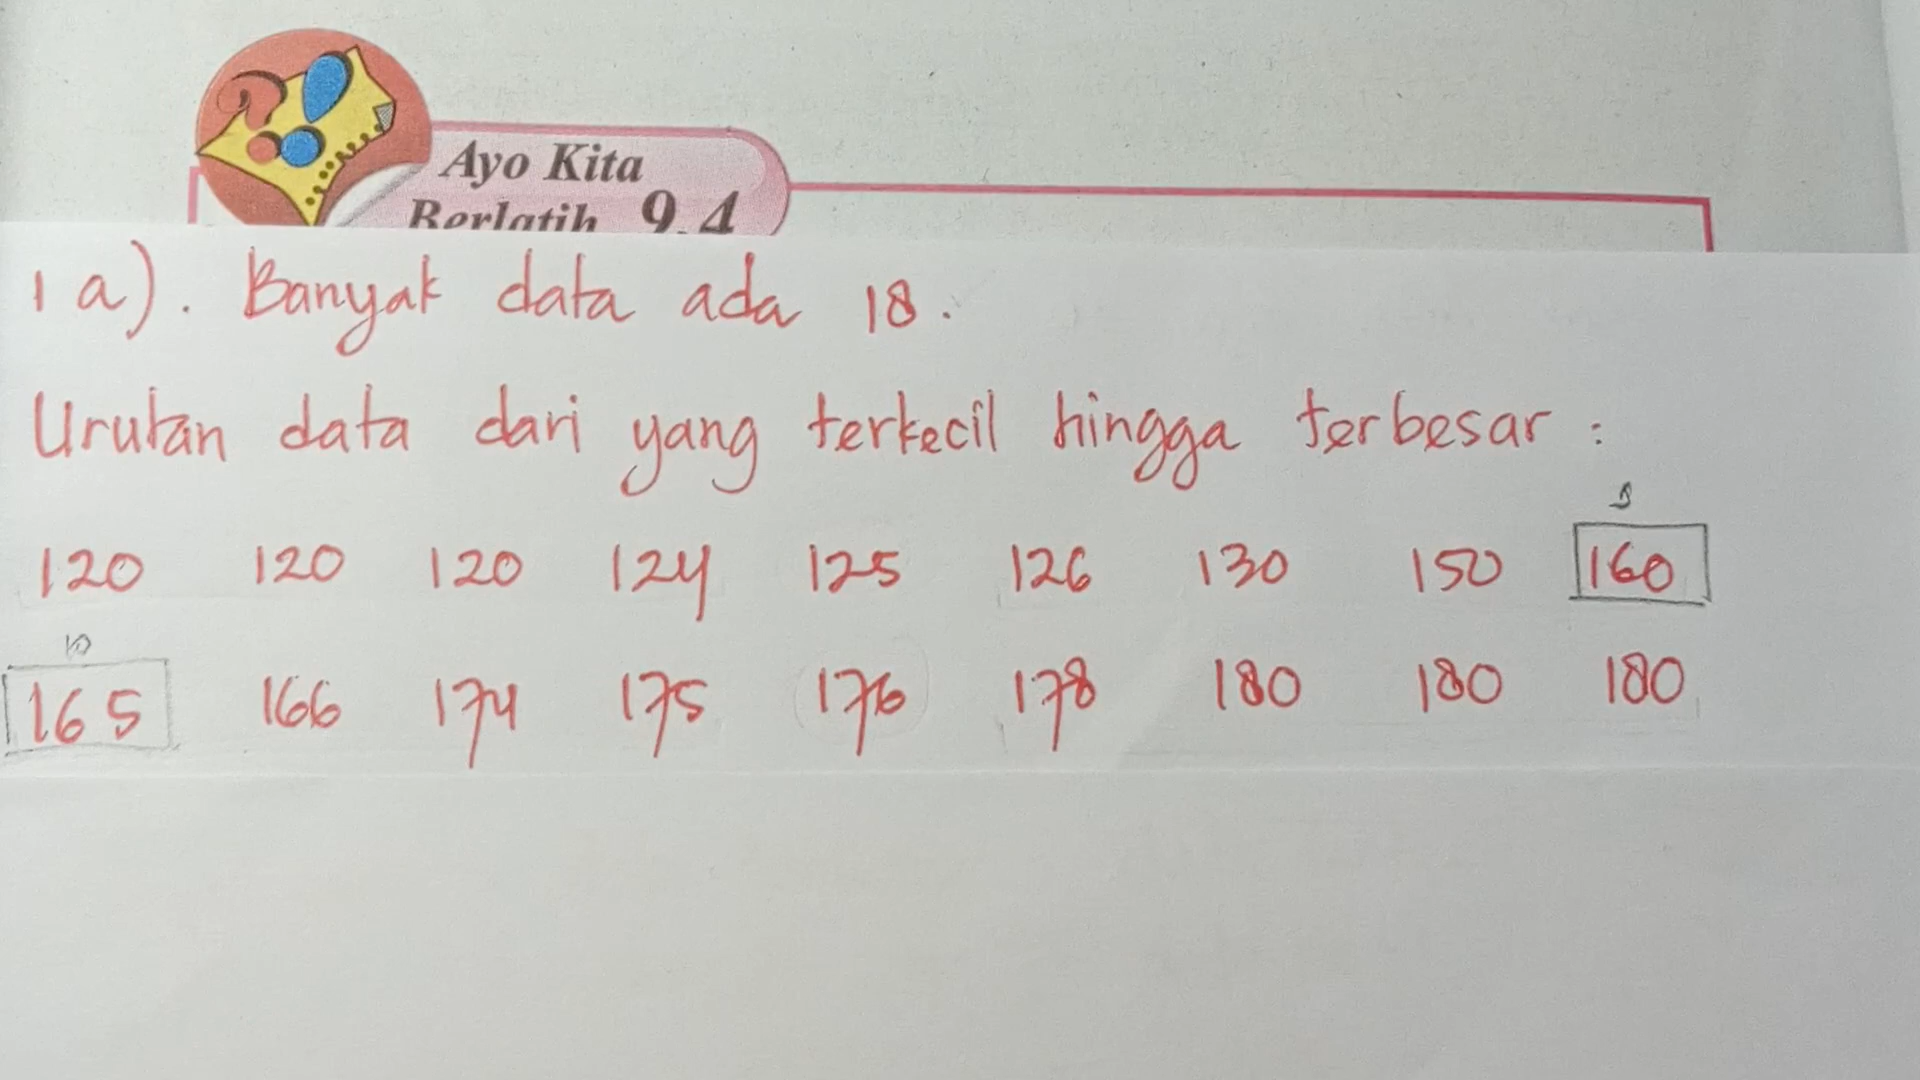 Ayo Kita
Berlatih 9.4
1 a). Banyak data ada 18.
Urutan data dari yang terkecil hingga terbesar :
9
120 120 120 124 125 126 130 150 160
10
165 166 174 175 176 178 180 180 180